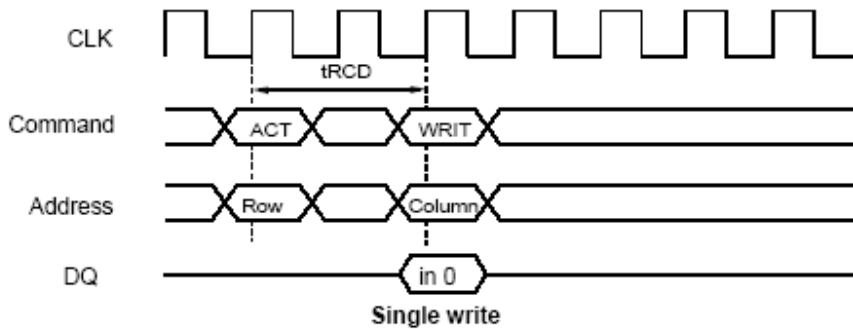 CLK
tRCD
Command ACT WRIT
Address Row Column
DQ in 0
Single write